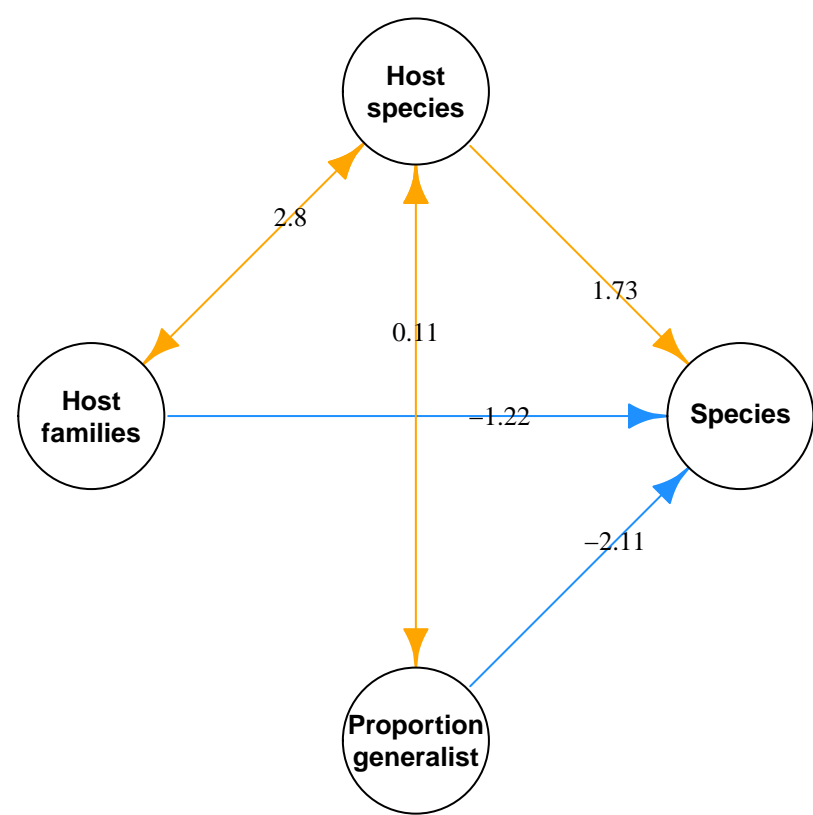 Host
species
2.8
1.73
0.11
Host
families
–1.22
Species
–2.11
Proportion
generalist